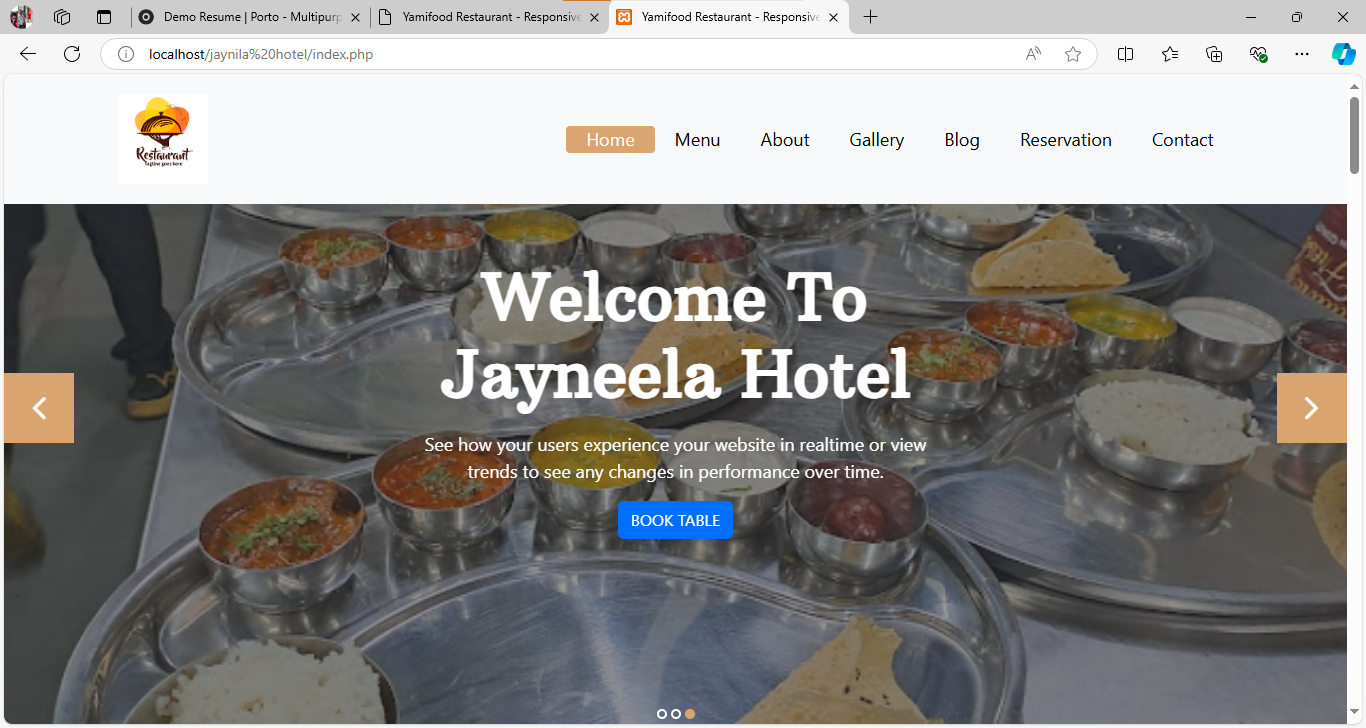 Demo Resume | Porto - Multipurp
Yamifood Restaurant - Responsive
Yamifood Restaurant - Responsive
localhost/jaynila%20hotel/index.php
Restaurant
Tagline goes here
Home
Menu
About
Gallery
Blog
Reservation
Contact
Welcome To
Jayneela Hotel
See how your users experience your website in realtime or view
trends to see any changes in performance over time.
BOOK TABLE